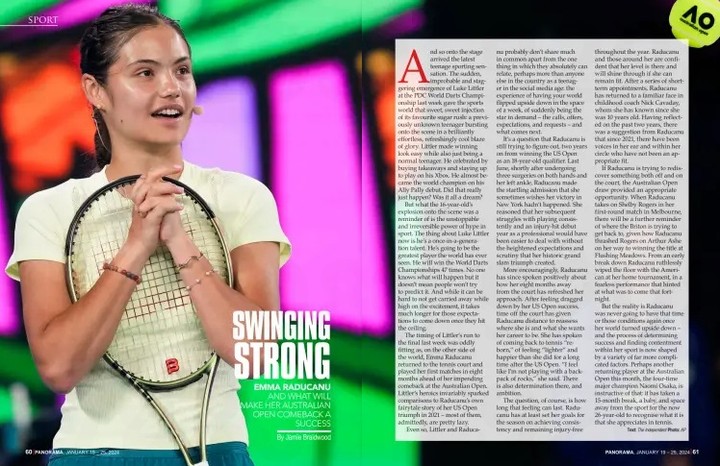 SPORT
AO
SWINGING
STRONG
EMMA RADUCANU
AND WHAT WILL
MAKE HER AUSTRALIAN
OPEN COMEBACK A
SUCCESS
By Jamie Braidwood
And so onto the stage
arrived the latest
teenage sporting sen-
sation. The sudden,
improbable and stag-
gering emergence of Luke Littler
at the PDC World Darts Champi-
onship last week gave the sports
world that sweet, sweet injection
of its favourite sugar rush: a previ-
ously unknown teenager bursting
onto the scene in a brilliantly
effortless, refreshingly cool blaze
of glory. Littler made winning
look easy while also just being a
normal teenager. He celebrated by
buying takeaways and staying up
to play on his Xbox. He almost be-
came the world champion on his
Ally Pally debut. Did that really
just happen? Was it all a dream?
But what the 16-year-old's
explosion onto the scene was a
reminder of is the unstoppable
and irreversible power of hype in
sport. The thing about Luke Littler
now is he's a once-in-a-genera-
tion talent. He's going to be the
greatest player the world has ever
seen. He will win the World Darts
Championships 47 times. No one
knows what will happen but it
doesn't mean people won't try
to predict it. And while it can be
hard to not get carried away while
high on the excitement, it takes
much longer for those expecta-
tions to come down once they hit
the ceiling.
The timing of Littler's run to
the final last week was oddly
fitting as, on the other side of
the world, Emma Raducanu
returned to the tennis court and
played her first matches in eight
months ahead of her impending
comeback at the Australian Open.
Littler's heroics invariably sparked
comparisons to Raducanu's own
fairytale story of her US Open
triumph in 2021 – most of them,
admittedly, are pretty lazy.
Even so, Littler and Raduca-
nu probably don't share much
in common apart from the one
thing in which they absolutely can
relate, perhaps more than anyone
else in the country as a teenag-
er in the social media age: the
experience of having your world
flipped upside down in the space
of a week, of suddenly being the
star in demand – the calls, offers,
expectations, and requests – and
what comes next.
It's a question that Raducanu is
still trying to figure out, two years
on from winning the US Open
as an 18-year-old qualifier. Last
June, shortly after undergoing
three surgeries on both hands and
her left ankle, Raducanu made
the startling admission that she
sometimes wishes her victory in
New York hadn't happened. She
reasoned that her subsequent
struggles with playing consis-
tently and an injury-hit debut
year as a professional would have
been easier to deal with without
the heightened expectations and
scrutiny that her historic grand
slam triumph created.
More encouragingly, Raducanu
has since spoken positively about
how her eight months away
from the court has refreshed her
approach. After feeling dragged
down by her US Open success,
time off the court has given
Raducanu distance to reassess
where she is and what she wants
her career to be. She has spoken
of coming back to tennis "re-
born," of feeling "lighter" and
happier than she did for a long
time after the US Open. "I feel
like I'm not playing with a back-
pack of rocks," she said. There
is also determination there, and
ambition.
The question, of course, is how
long that feeling can last. Radu-
canu has at least set her goals for
the season on achieving consis-
tency and remaining injury-free
throughout the year. Raducanu
and those around her are confi-
dent that her level is there and
will shine through if she can
remain fit. After a series of short-
term appointments, Raducanu
has returned to a familiar face in
childhood coach Nick Cavaday,
whom she has known since she
was 10 years old. Having reflect-
ed on the past two years, there
was a suggestion from Raducanu
that since 2021, there have been
voices in her ear and within her
circle who have not been an ap-
propriate fit.
If Raducanu is trying to redis-
cover something both off and on
the court, the Australian Open
draw provided an appropriate
opportunity. When Raducanu
takes on Shelby Rogers in her
first-round match in Melbourne,
there will be a further reminder
of where the Briton is trying to
get back to, given how Raducanu
thrashed Rogers on Arthur Ashe
on her way to winning the title at
Flushing Meadows. From an early
break down Raducanu ruthlessly
wiped the floor with the Ameri-
can at her home tournament, in a
fearless performance that hinted
at what was to come that fort-
night.
But the reality is Raducanu
was never going to have that time
or those conditions again once
her world turned upside down –
and the process of determining
success and finding contentment
within her sport is now shaped
by a variety of far more compli-
cated factors. Perhaps another
returning player at the Australian
Open this month, the four-time
major champion Naomi Osaka, is
instructive of that: it has taken a
15-month break, a baby, and space
away from the sport for the now
26-year-old to recognise what it is
that she appreciates in tennis.
Text: The Independent Photo: AP
60 PANORAMA, JANUARY 19 – 25, 2024
PANORAMA, JANUARY 19 – 25, 2024 61